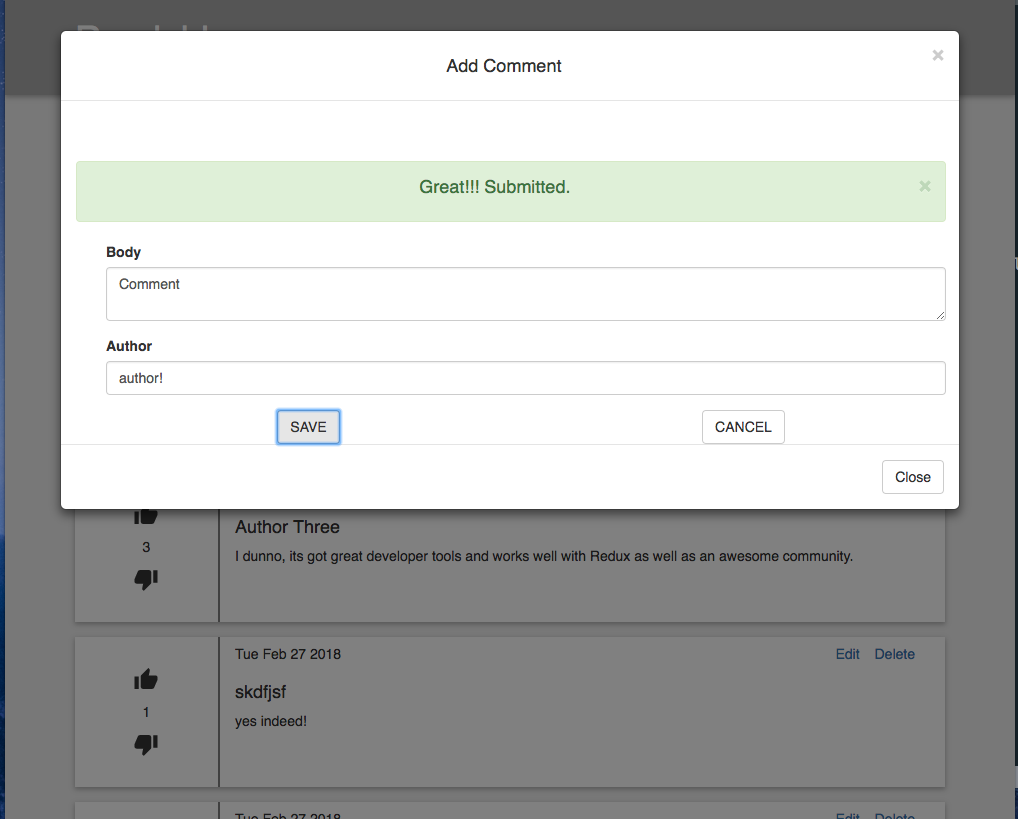 Add Comment
×
Great!!! Submitted.
×
Body
Comment
Author
author!
SAVE
CANCEL
Close
Author Three
3
I dunno, its got great developer tools and works well with Redux as well as an awesome community.
Tue Feb 27 2018
Edit Delete
skdfjsf
1
yes indeed!
Tue Feb 27 2018
Edit Delete